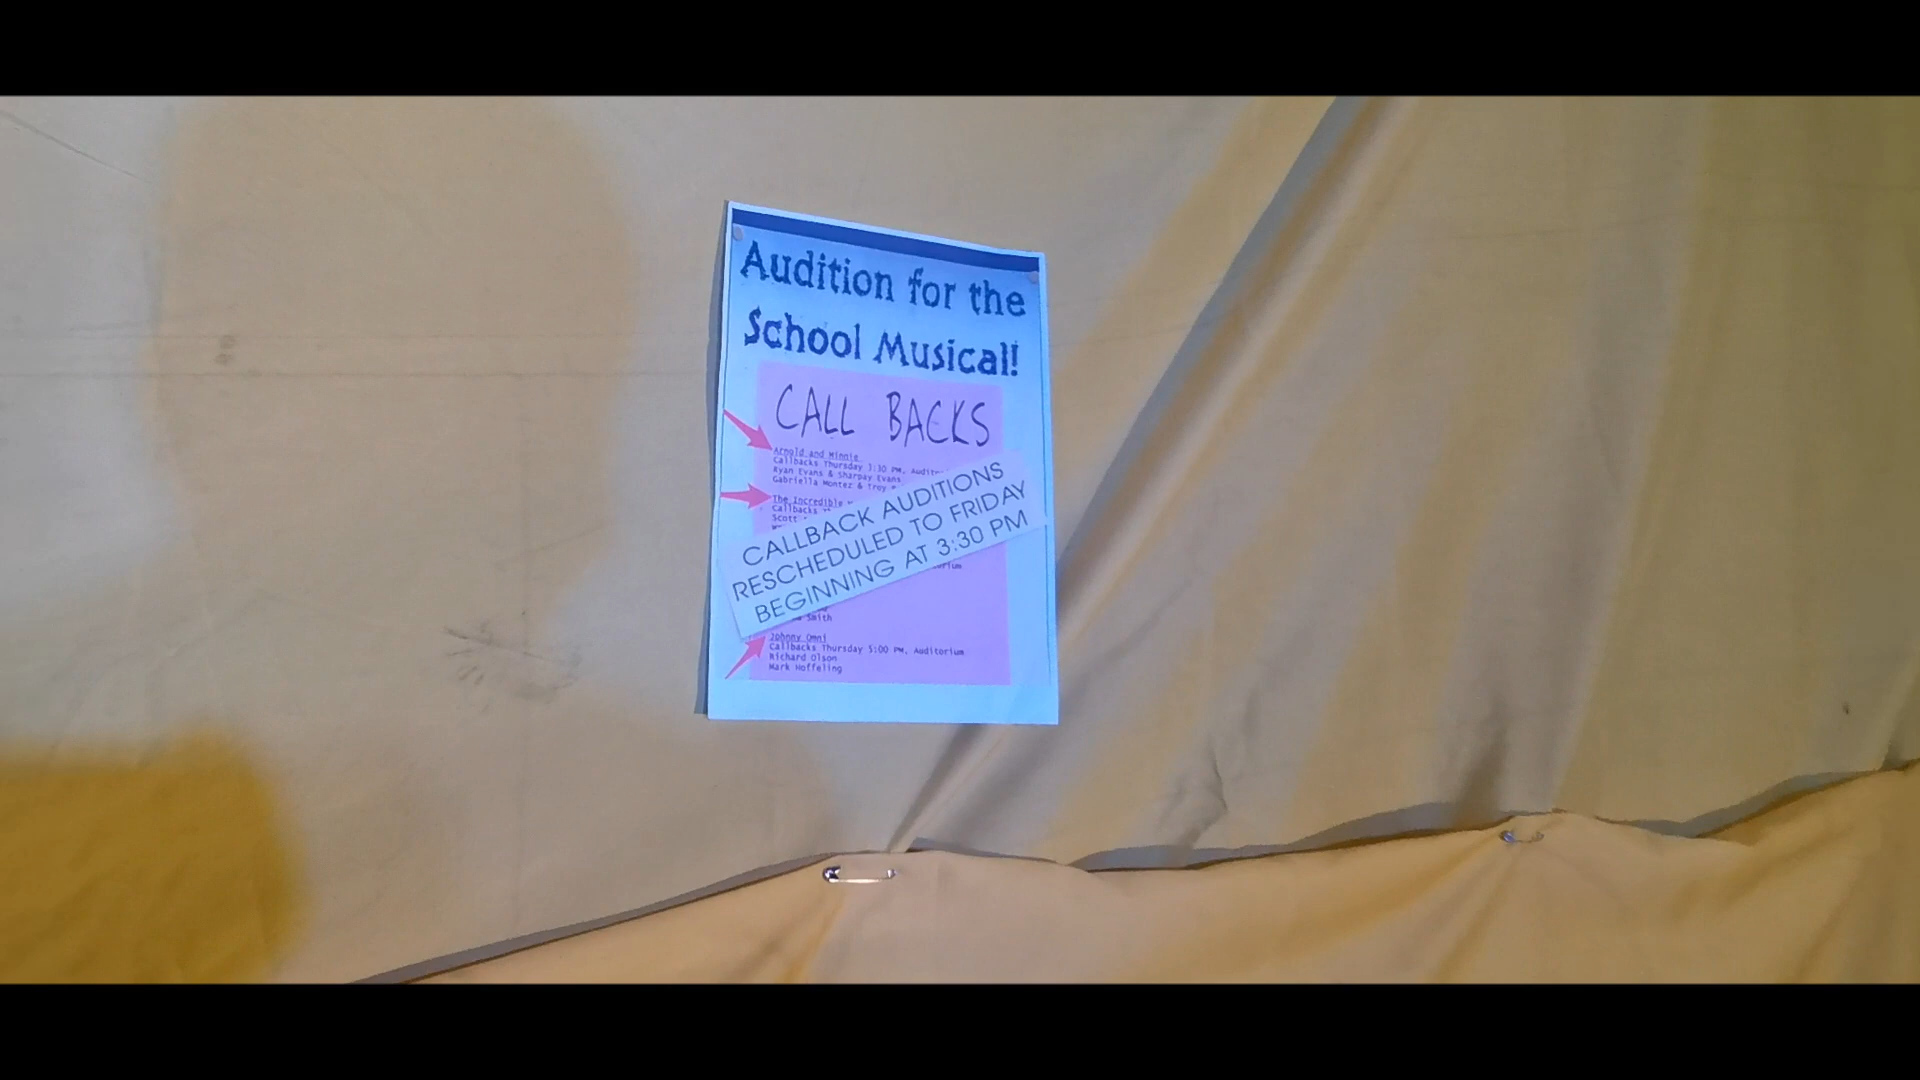 Audition for the
School Musical!
CALL BACKS
Arnold and Minnie
Callbacks Thursday 3:30 PM,
Ryan Evans & Sharpay Evans
Gabriella Montez & Troy
The Incredible
Callbacks
Scott
CALLBACK AUDITIONS
RESCHEDULED TO FRIDAY
BEGINNING AT 3:30 PM
Smith
Johnny Omni
Callbacks Thursday 5:00 PM, Auditorium
Richard Olson
Mark Hoffeling